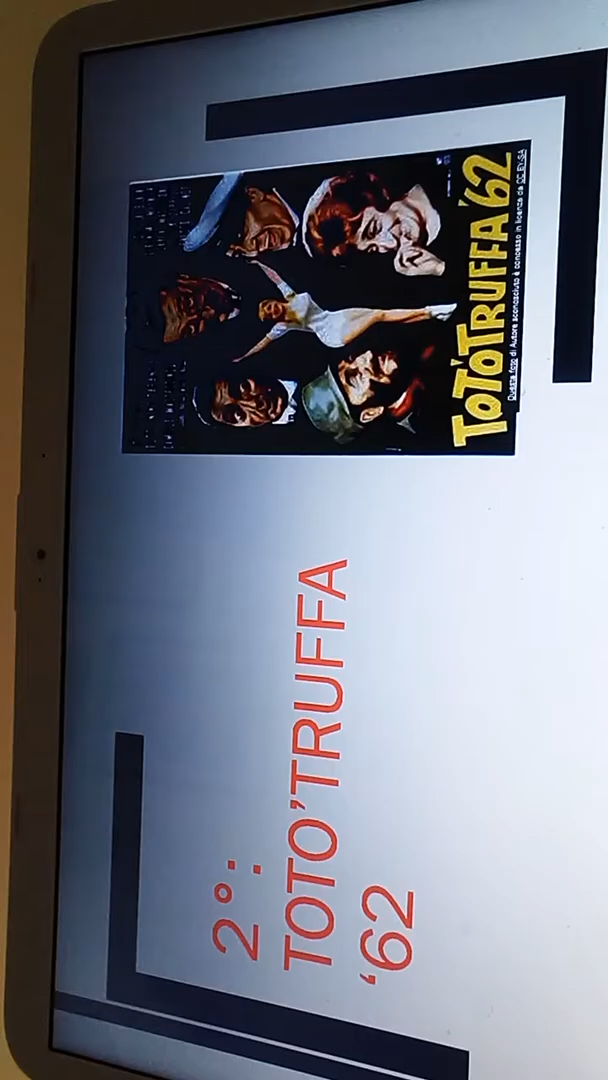 2°:
TOTO'TRUFFA
'62
TOTÒTRUFFA'62
Questa foto di Autore sconosciuto è concesso in licenza da CC BY-SA